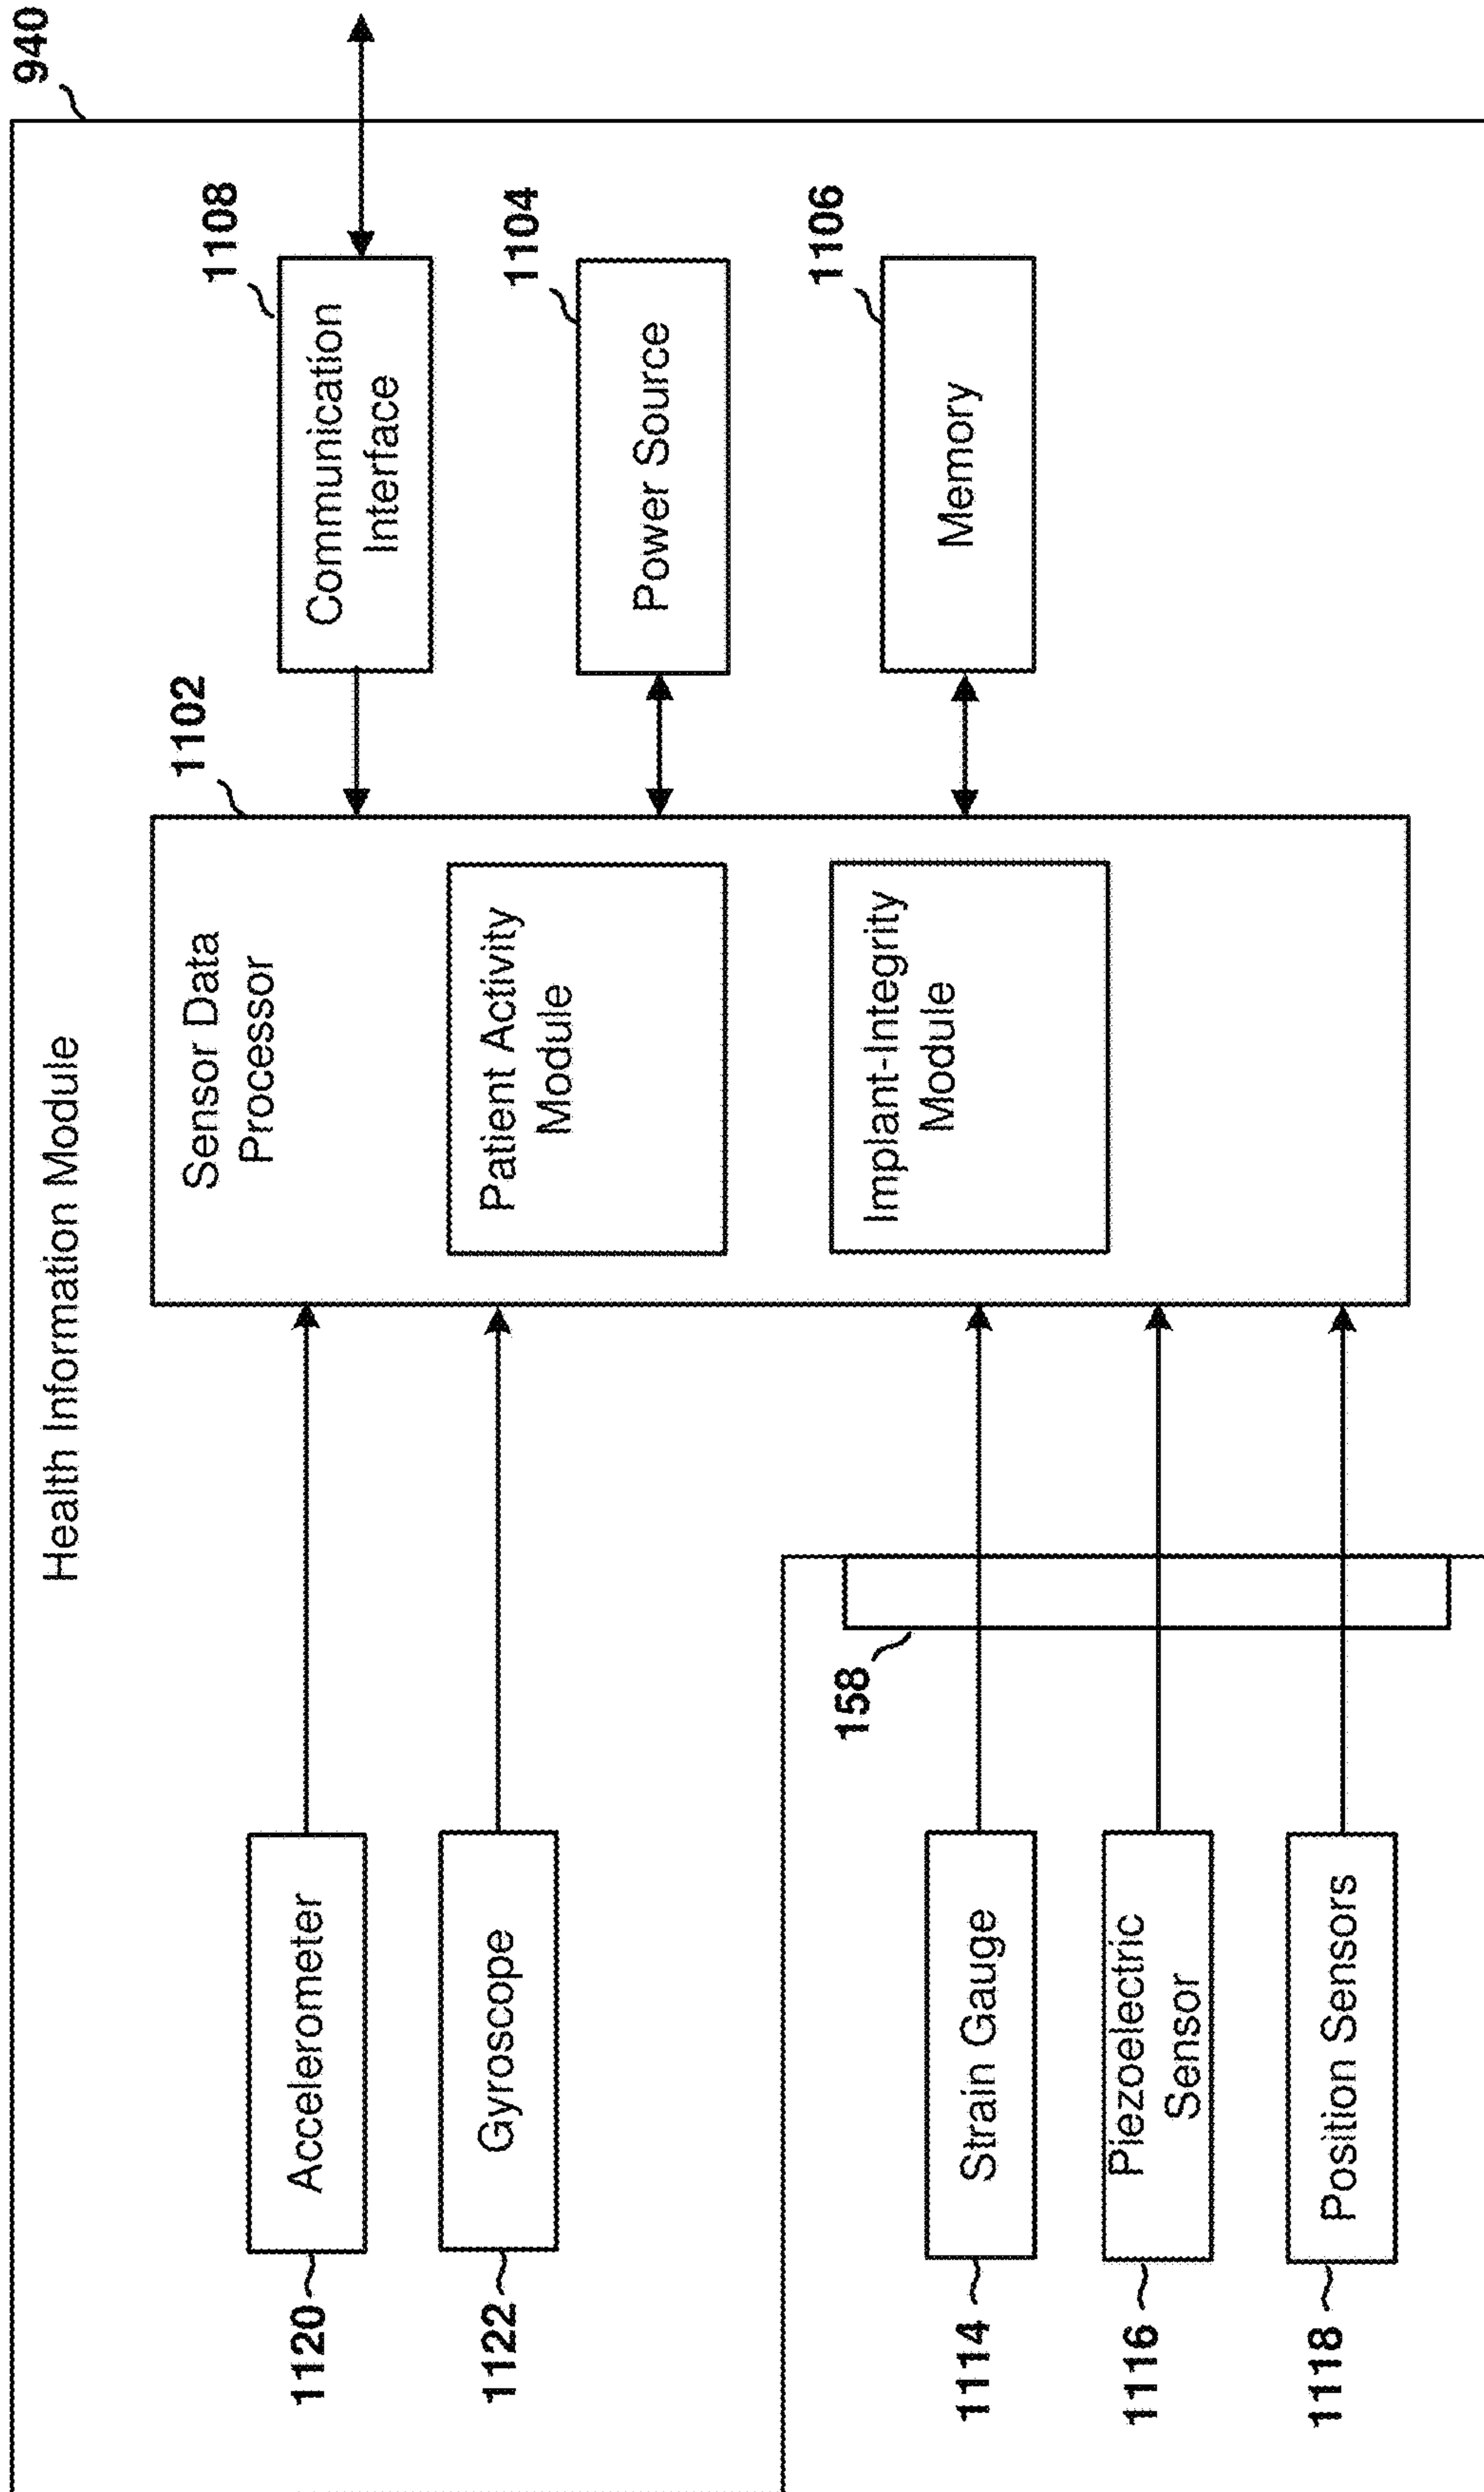 940
Health Information Module
1120
Accelerometer
1122
Gyroscope
1114
Strain Gauge
1116
Piezoelectric
Sensor
1118
Position Sensors
158
1102
Sensor Data
Processor
Patient Activity
Module
Implant-Integrity
Module
1108
Communication
Interface
1104
Power Source
1106
Memory